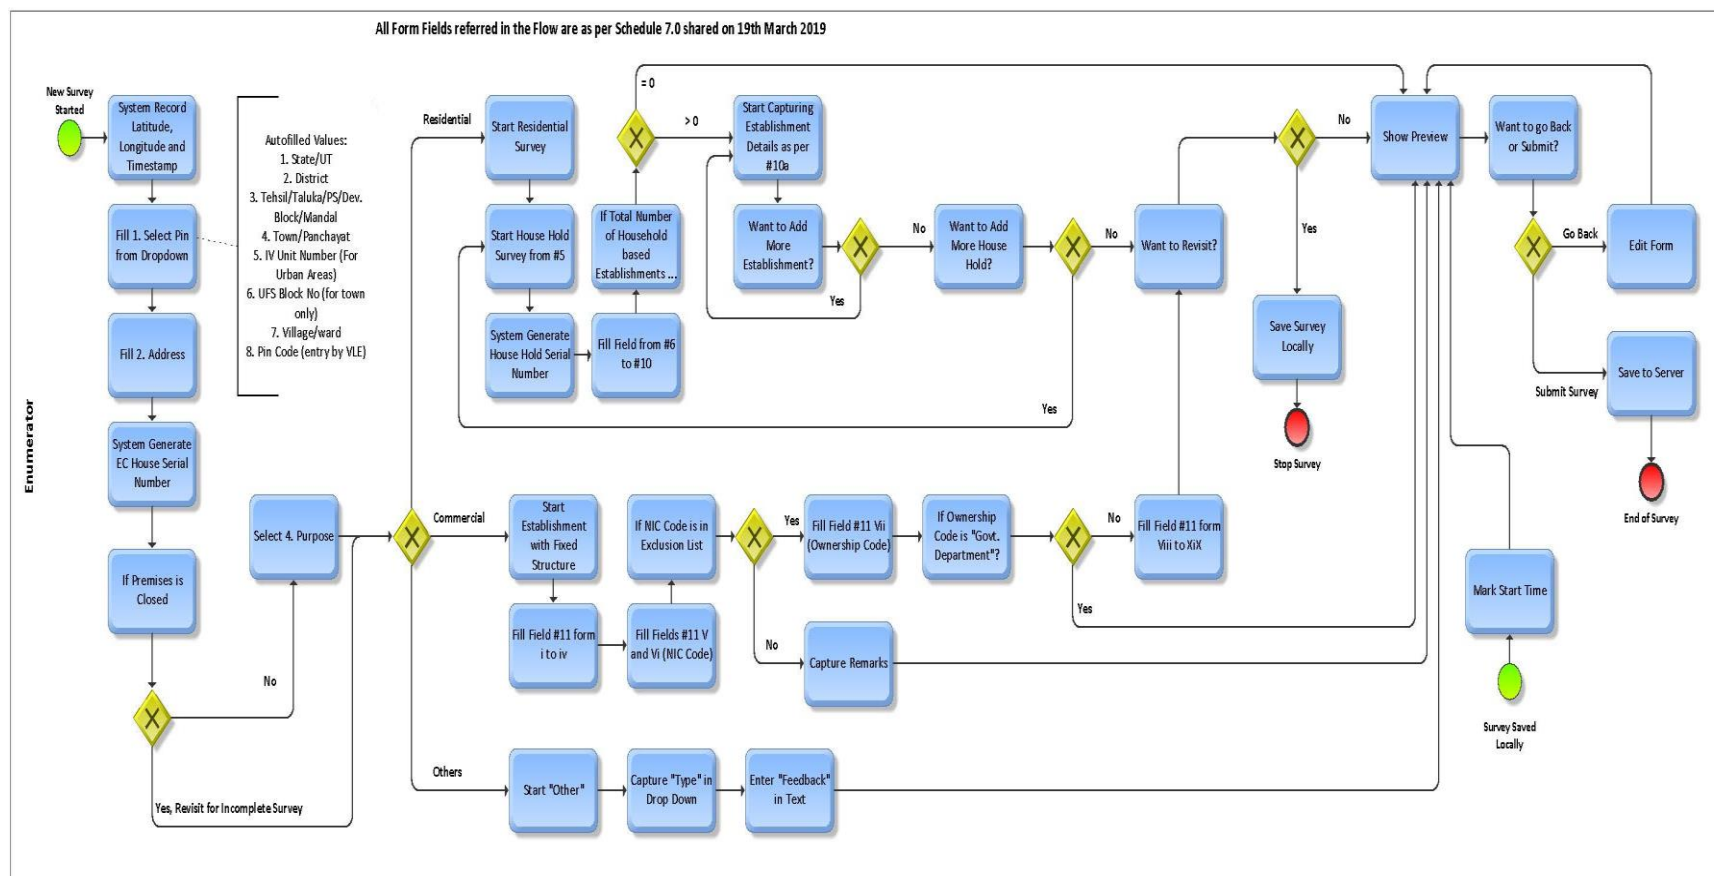 All Form Fields referred in the Flow are as per Schedule 7.0 shared on 19th March 2019
Enumerator
New Survey
Started
System Record
Latitude,
Longitude and
Timestamp
Autofilled Values:
1. State/UT
2. District
3. Tehsil/Taluka/PS/Dev.
Block/Mandal
4. Town/Panchayat
5. IV Unit Number (For
Urban Areas)
6. UFS Block No (for town
only)
7. Village/ward
8. Pin Code (entry by VLE)
Fill 1. Select Pin
from Dropdown
Fill 2. Address
System Generate
EC House Serial
Number
If Premises is
Closed
No
Yes, Revisit for Incomplete Survey
Select 4. Purpose
Residential
Start Residential
Survey
Start House Hold
Survey from #5
System Generate
House Hold Serial
Number
Fill Field from #6
to #10
If Total Number
of Household
based
Establishments ...
= 0
> 0
Start Capturing
Establishment
Details as per
#10a
Want to Add
More
Establishment?
Yes
No
Want to Add
More House
Hold?
Yes
No
Want to Revisit?
No
Yes
Save Survey
Locally
Stop Survey
Show Preview
Want to go Back
or Submit?
Go Back
Edit Form
Submit Survey
Save to Server
End of Survey
Commercial
Start
Establishment
with Fixed
Structure
Fill Field #11 form
i to iv
Fill Fields #11 V
and Vi (NIC Code)
If NIC Code is in
Exclusion List
Yes
No
Fill Field #11 Vii
(Ownership Code)
If Ownership
Code is "Govt.
Department"?
No
Yes
Fill Field #11 form
Viii to XiX
Capture Remarks
Mark Start Time
Survey Saved
Locally
Others
Start "Other"
Capture "Type" in
Drop Down
Enter "Feedback"
in Text